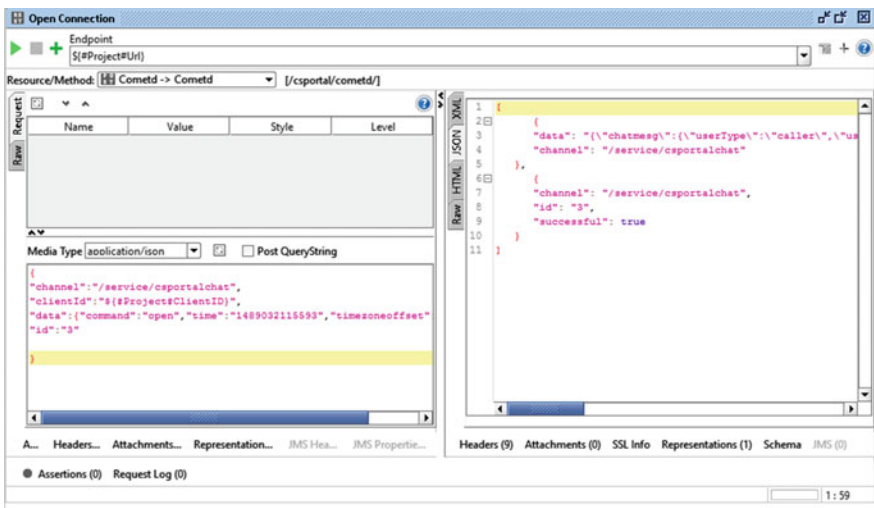 Open Connection
Endpoint
${#Project#Url}
Resource/Method: Cometd -> Cometd [/csportal/cometd/]
Request
Raw
Name Value Style Level
Media Type application/json Post QueryString
{
"channel":"/service/csportalchat",
"clientId":"${#Project#ClientID}",
"data":{"command":"open","time":"1489032115593","timezoneoffset"
"id":"3"
}
A... Headers... Attachments... Representation... JMS Hea... JMS Propertie...
XML
JSON
HTML
Raw
1 [
2 {
3 "data": "{\"chatmesg\":{\"userType\":\"caller\",\"us
4 "channel": "/service/csportalchat"
5 },
6 {
7 "channel": "/service/csportalchat",
8 "id": "3",
9 "successful": true
10 }
11 ]
Headers (9) Attachments (0) SSL Info Representations (1) Schema JMS (0)
Assertions (0) Request Log (0)
1 : 59